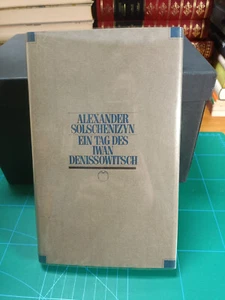 ALEXANDER
SOLSCHENIZYN
EIN TAG DES
IWAN
DENISSOWITSCH